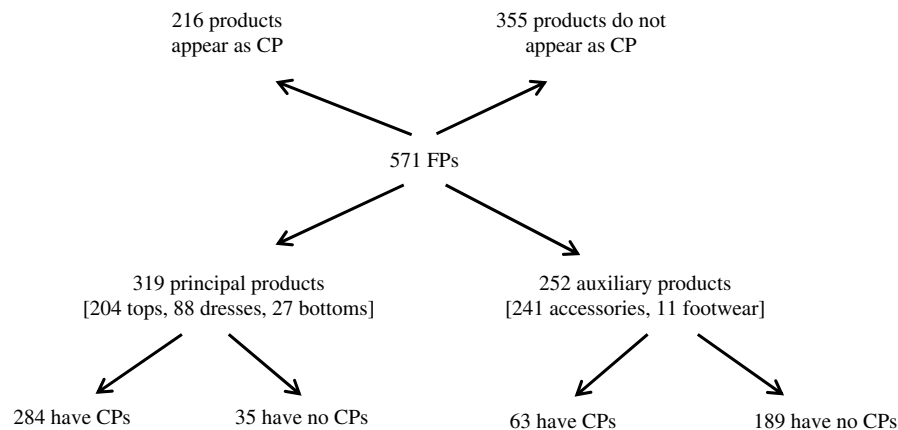 216 products
appear as CP
355 products do not
appear as CP
571 FPs
319 principal products
[204 tops, 88 dresses, 27 bottoms]
252 auxiliary products
[241 accessories, 11 footwear]
284 have CPs
35 have no CPs
63 have CPs
189 have no CPs